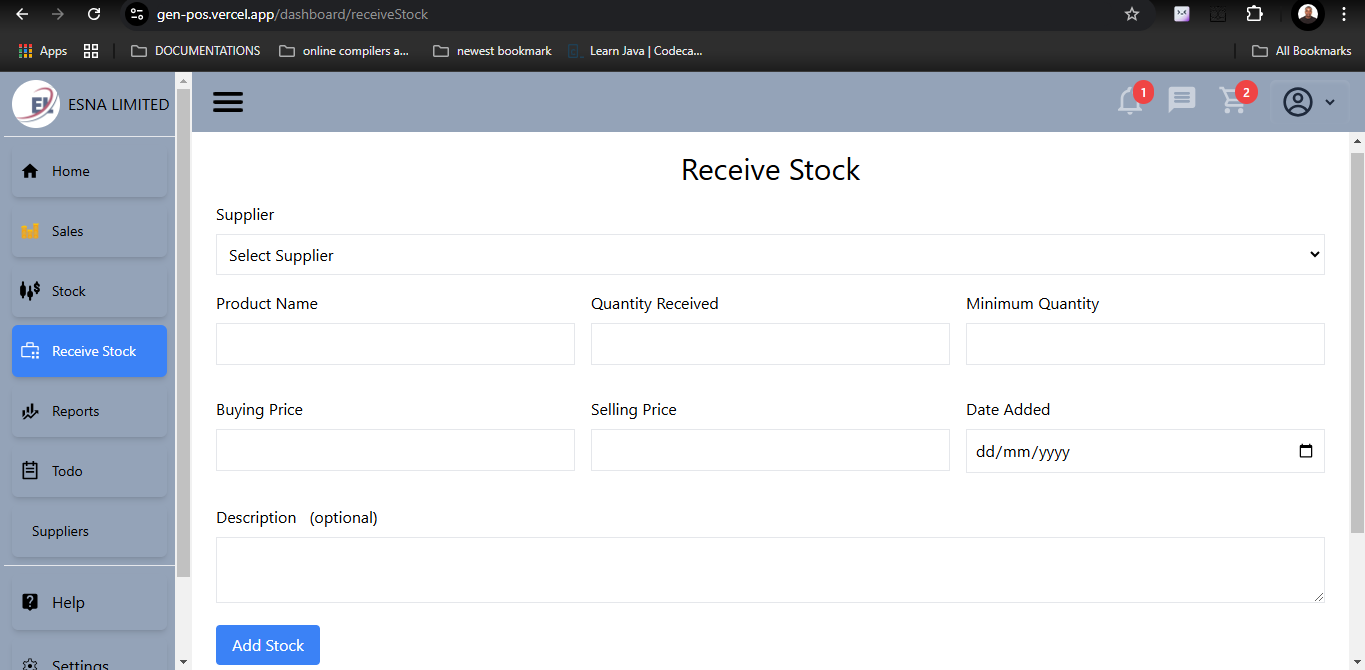 gen-pos.vercel.app/dashboard/receiveStock
Apps DOCUMENTATIONS online compilers a... newest bookmark Learn Java | Codeca... All Bookmarks
EL ESNA LIMITED
1 2
Home
Sales
Stock
Receive Stock
Reports
Todo
Suppliers
Help
Settings
Receive Stock
Supplier
Select Supplier
Product Name Quantity Received Minimum Quantity
Buying Price Selling Price Date Added
dd/mm/yyyy
Description (optional)
Add Stock